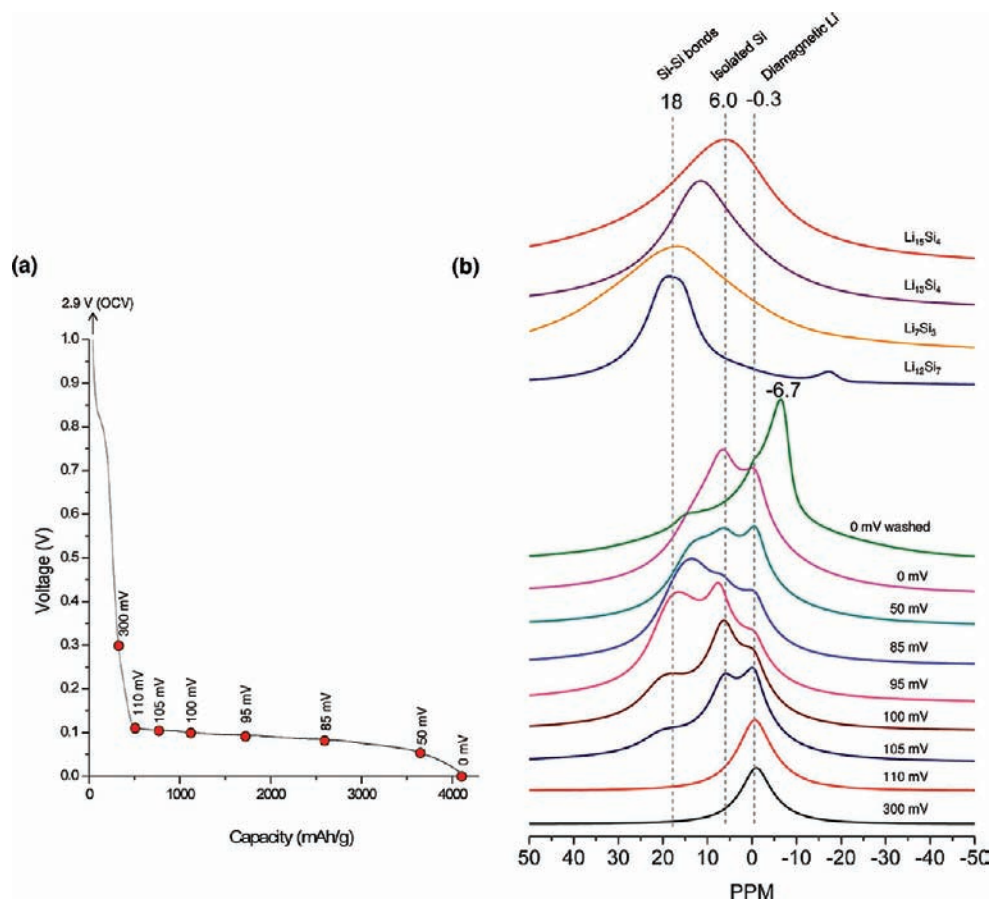 (a)
2.9 V (OCV)
1.0
0.9
0.8
0.7
0.6
0.5
0.4
0.3
0.2
0.1
0.0
Voltage (V)
300 mV
110 mV
105 mV
100 mV
95 mV
85 mV
50 mV
0 mV
0
1000
2000
3000
4000
Capacity (mAh/g)
(b)
Si-Si bonds
Isolated Si
Diamagnetic Li
18
6.0
-0.3
Li₁₅Si₄
Li₁₃Si₄
Li₇Si₃
Li₁₂Si₇
-6.7
0 mV washed
0 mV
50 mV
85 mV
95 mV
100 mV
105 mV
110 mV
300 mV
50
40
30
20
10
0
-10
-20
-30
-40
-50
PPM